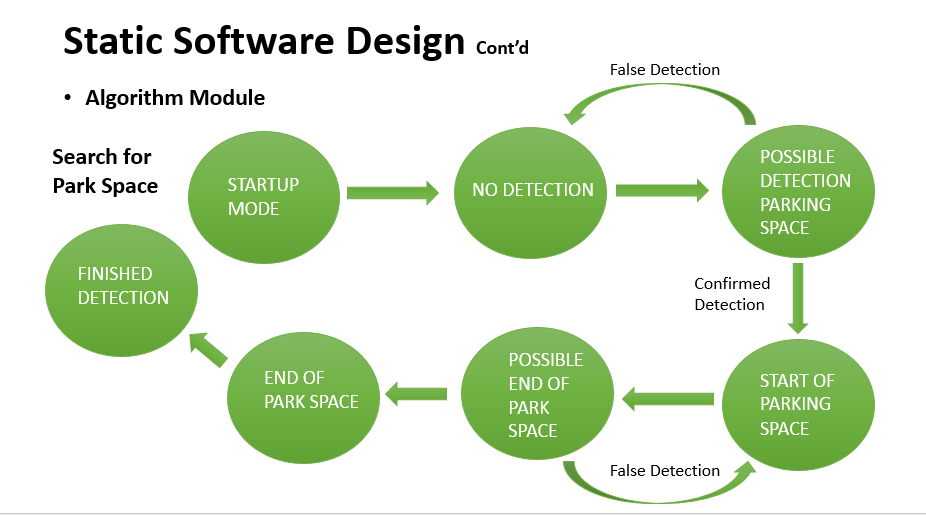 Static Software Design Cont'd
• Algorithm Module
False Detection
Search for
Park Space
STARTUP
MODE
NO DETECTION
POSSIBLE
DETECTION
PARKING
SPACE
Confirmed
Detection
START OF
PARKING
SPACE
False Detection
POSSIBLE
END OF
PARK
SPACE
END OF
PARK SPACE
FINISHED
DETECTION